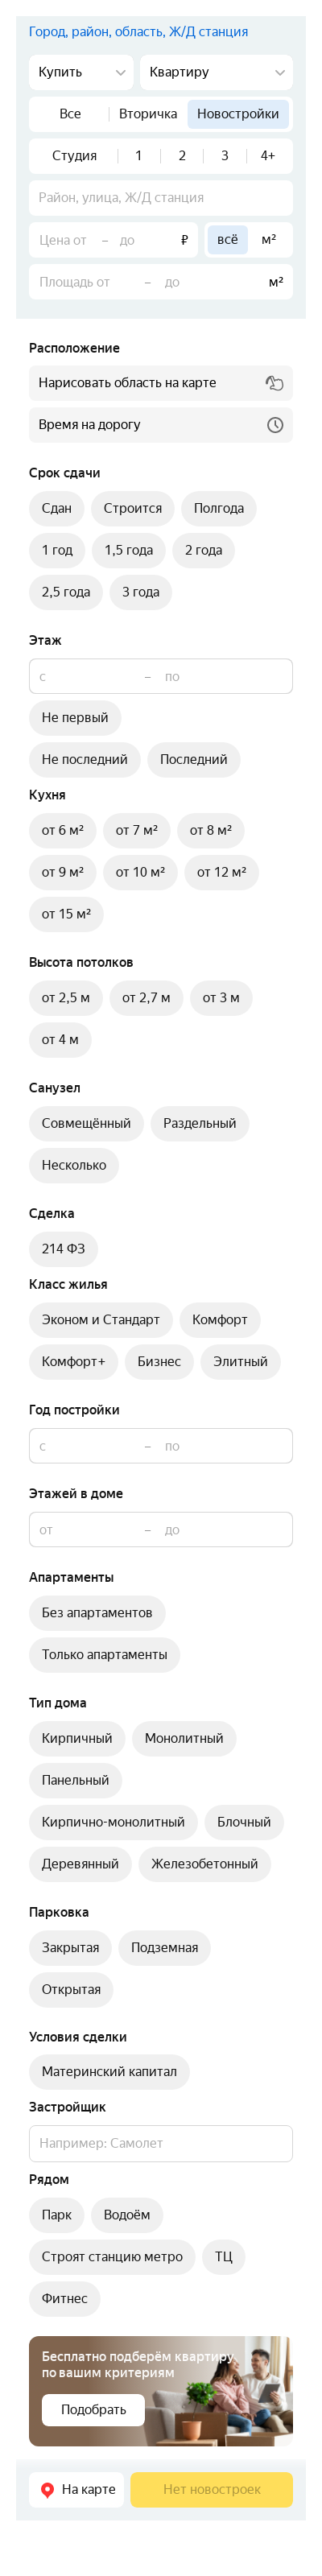 Город, район, область, Ж/Д станция
Купить Квартиру
Все Вторичка Новостройки
Студия 1 2 3 4+
Район, улица, Ж/Д станция
Цена от – до ₽ всё м²
Площадь от – до м²
Расположение
Нарисовать область на карте
Время на дорогу
Срок сдачи
Сдан Строится Полгода
1 год 1,5 года 2 года
2,5 года 3 года
Этаж
с – по
Не первый
Не последний Последний
Кухня
от 6 м² от 7 м² от 8 м²
от 9 м² от 10 м² от 12 м²
от 15 м²
Высота потолков
от 2,5 м от 2,7 м от 3 м
от 4 м
Санузел
Совмещённый Раздельный
Несколько
Сделка
214 ФЗ
Класс жилья
Эконом и Стандарт Комфорт
Комфорт+ Бизнес Элитный
Год постройки
с – по
Этажей в доме
от – до
Апартаменты
Без апартаментов
Только апартаменты
Тип дома
Кирпичный Монолитный
Панельный
Кирпично-монолитный Блочный
Деревянный Железобетонный
Парковка
Закрытая Подземная
Открытая
Условия сделки
Материнский капитал
Застройщик
Например: Самолет
Рядом
Парк Водоём
Строят станцию метро ТЦ
Фитнес
Бесплатно подберём квартиру
по вашим критериям
Подобрать
На карте Нет новостроек